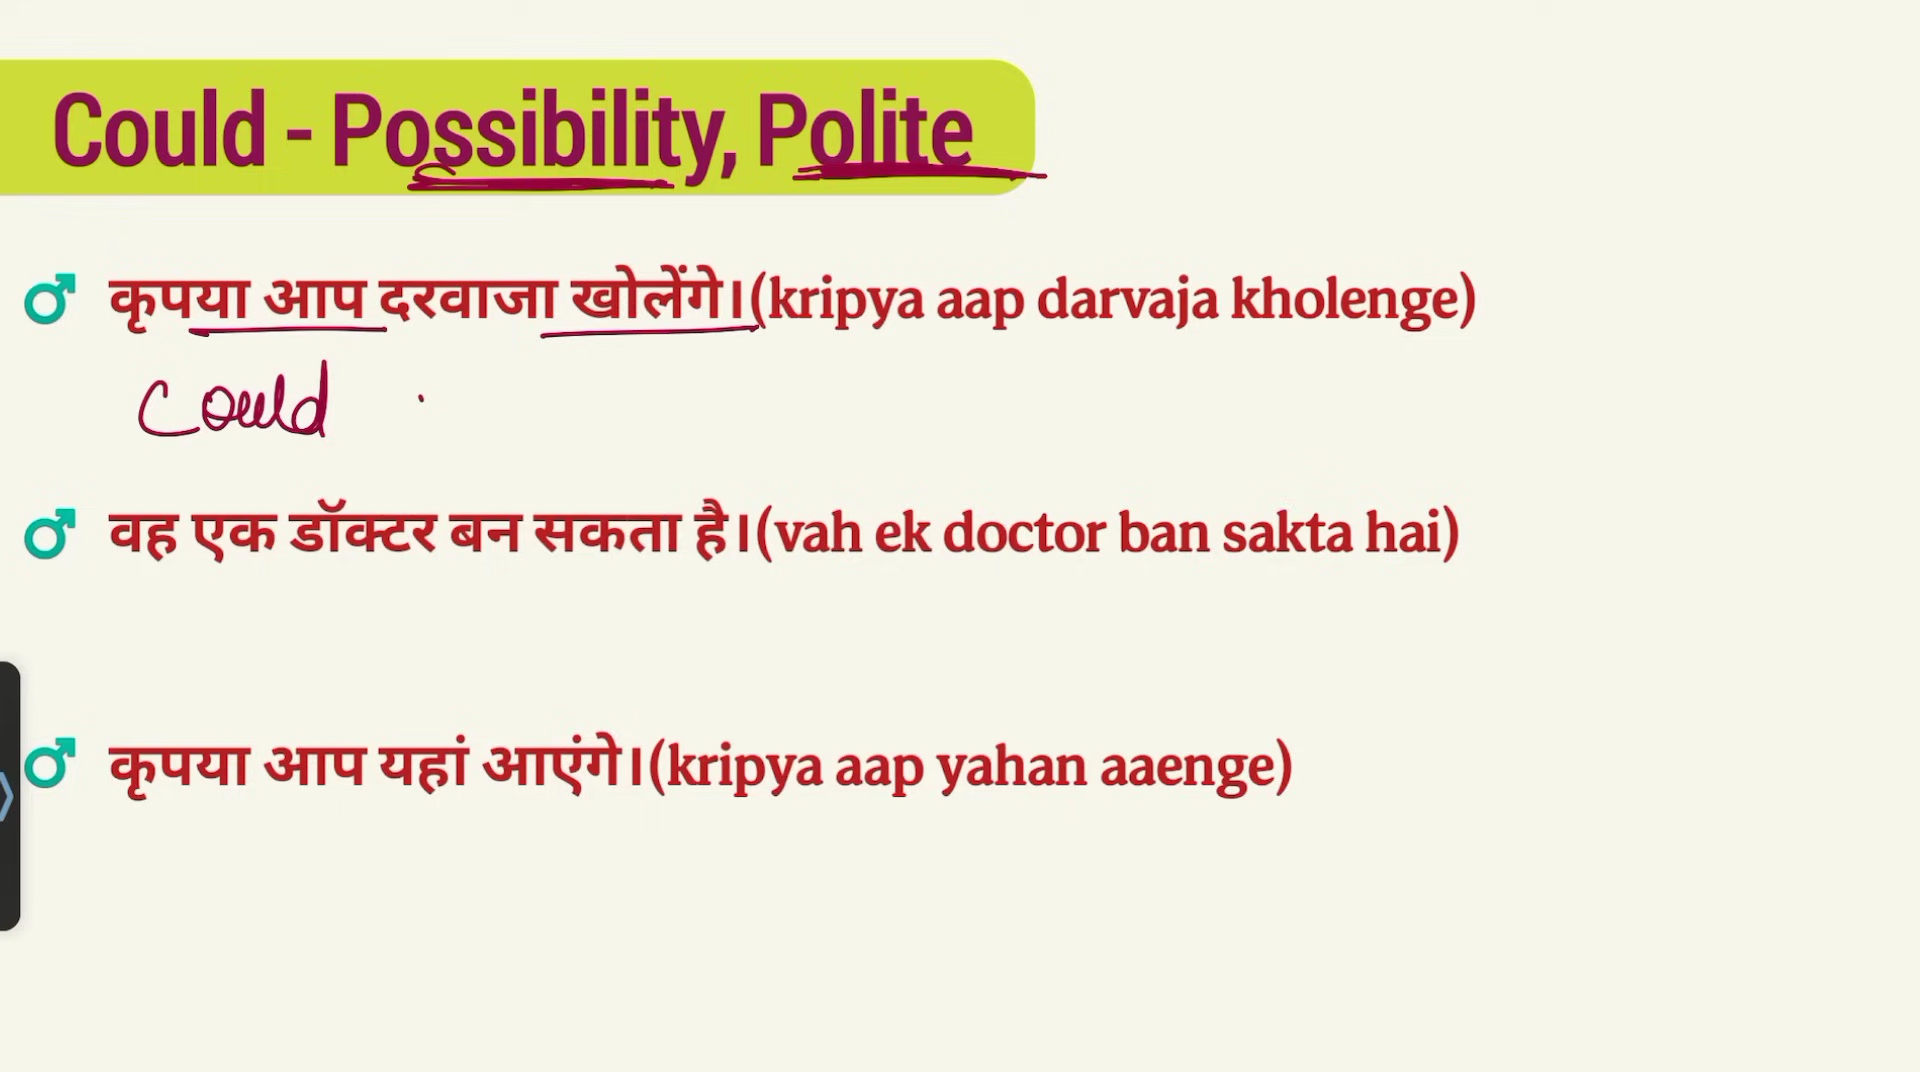 Could - Possibility, Polite
कृपया आप दरवाजा खोलेंगे।(kripya aap darvaja kholenge)
Could
वह एक डॉक्टर बन सकता है।(vah ek doctor ban sakta hai)
कृपया आप यहां आएंगे।(kripya aap yahan aaenge)